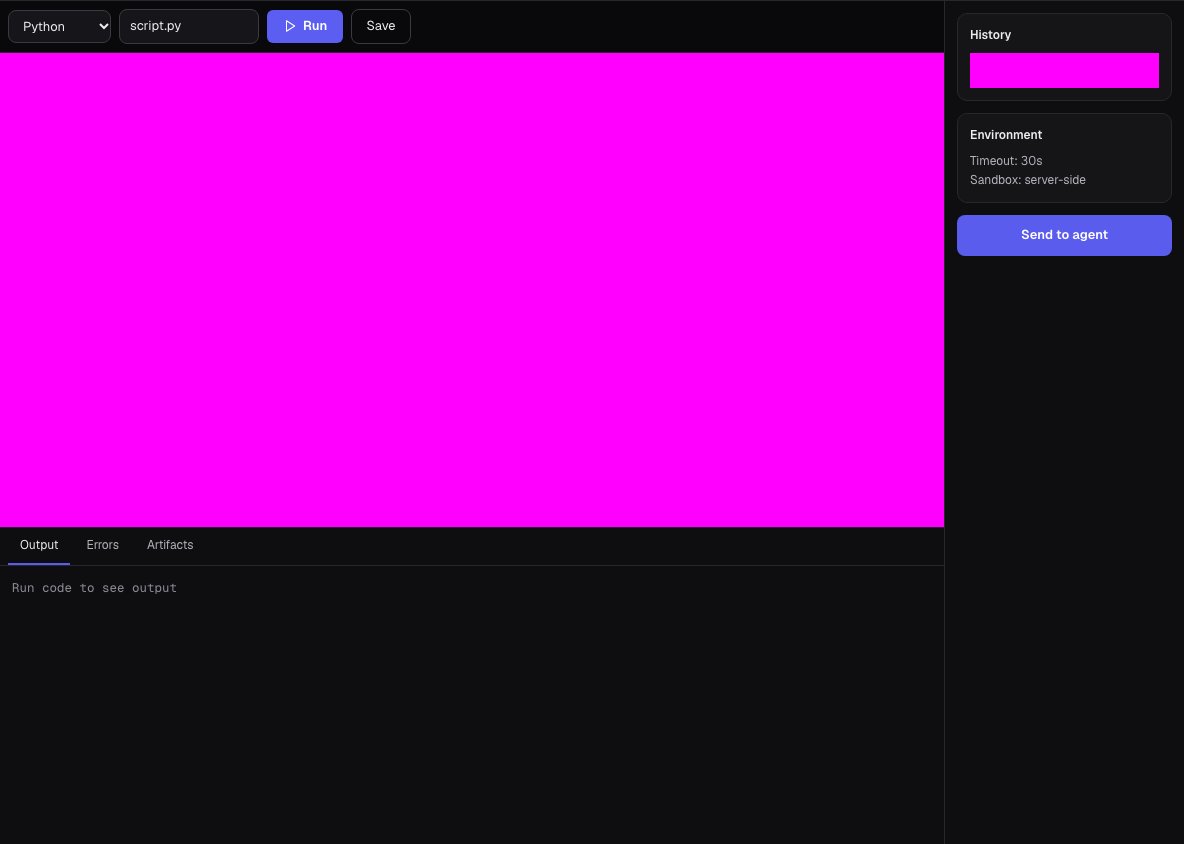 Python
script.py
Run
Save
History
Environment
Timeout: 30s
Sandbox: server-side
Send to agent
Output
Errors
Artifacts
Run code to see output